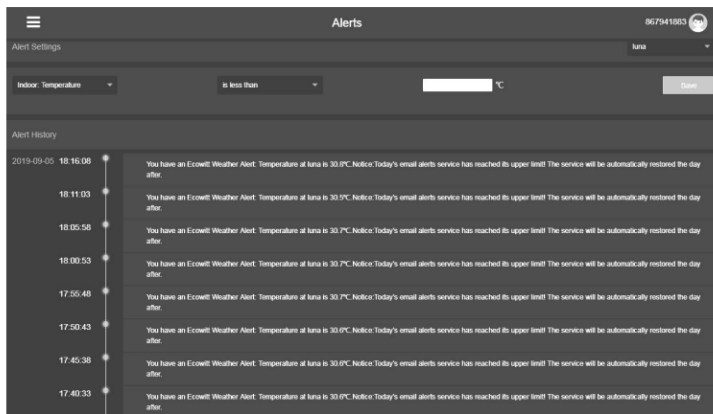 Alerts
867941883
Alert Settings
luna
Indoor: Temperature
is less than
℃
Save
Alert History
2019-09-05 18:16:08
You have an Ecowitt Weather Alert: Temperature at luna is 30.8℃.Notice:Today's email alerts service has reached its upper limit! The service will be automatically restored the day
after.
18:11:03
You have an Ecowitt Weather Alert: Temperature at luna is 30.5℃.Notice:Today's email alerts service has reached its upper limit! The service will be automatically restored the day
after.
18:05:58
You have an Ecowitt Weather Alert: Temperature at luna is 30.7℃.Notice:Today's email alerts service has reached its upper limit! The service will be automatically restored the day
after.
18:00:53
You have an Ecowitt Weather Alert: Temperature at luna is 30.7℃.Notice:Today's email alerts service has reached its upper limit! The service will be automatically restored the day
after.
17:55:48
You have an Ecowitt Weather Alert: Temperature at luna is 30.7℃.Notice:Today's email alerts service has reached its upper limit! The service will be automatically restored the day
after.
17:50:43
You have an Ecowitt Weather Alert: Temperature at luna is 30.6℃.Notice:Today's email alerts service has reached its upper limit! The service will be automatically restored the day
after.
17:45:38
You have an Ecowitt Weather Alert: Temperature at luna is 30.6℃.Notice:Today's email alerts service has reached its upper limit! The service will be automatically restored the day
after.
17:40:33
You have an Ecowitt Weather Alert: Temperature at luna is 30.6℃.Notice:Today's email alerts service has reached its upper limit! The service will be automatically restored the day
after.